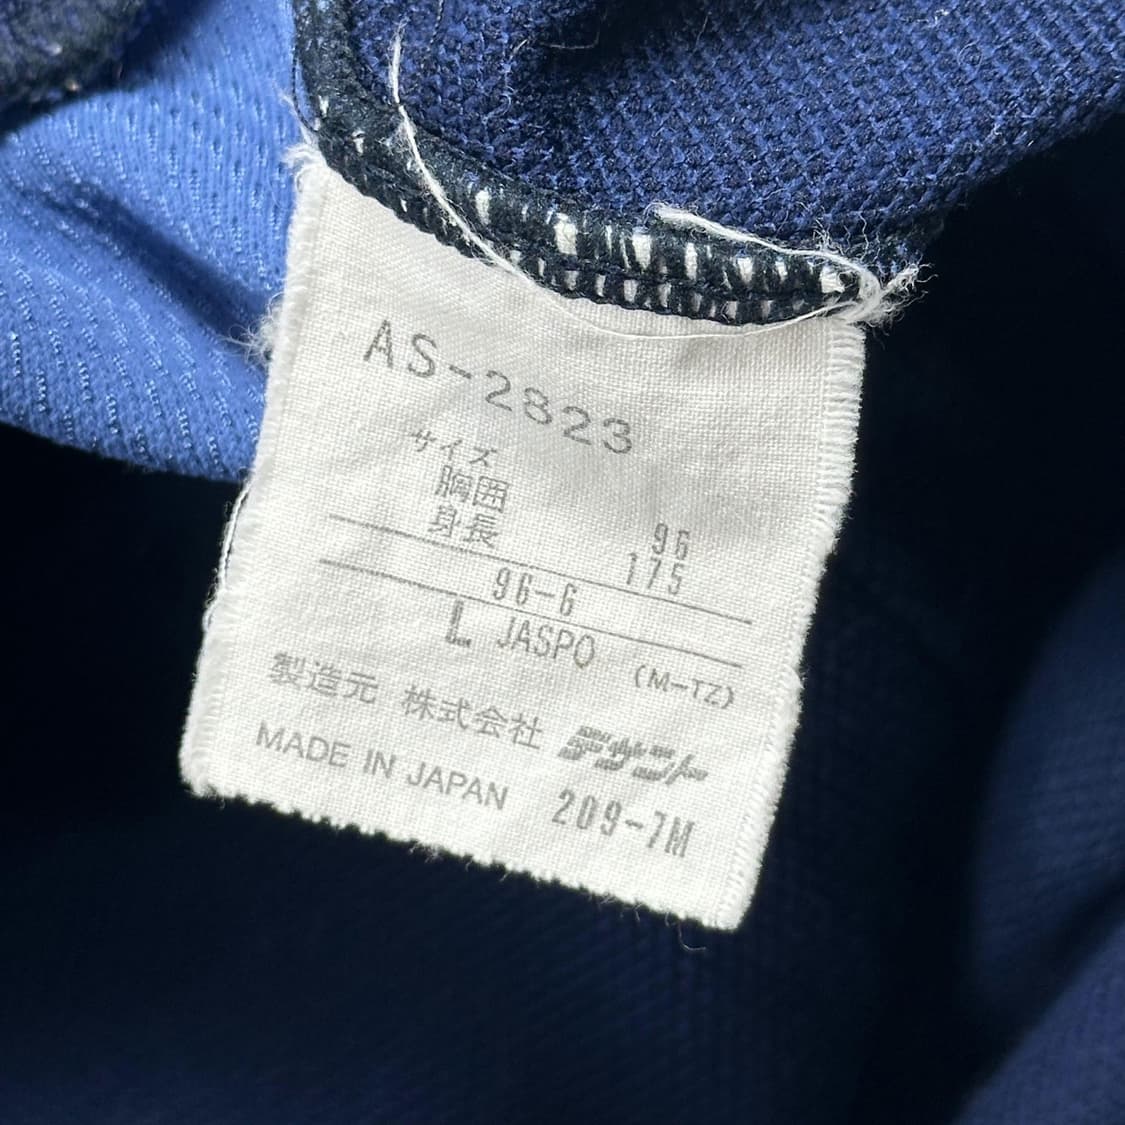 AS-2823
サイズ
胸囲 96
身長 175
96-6
L JASPO (M-TZ)
製造元 株式会社 デサント
MADE IN JAPAN 209-7M